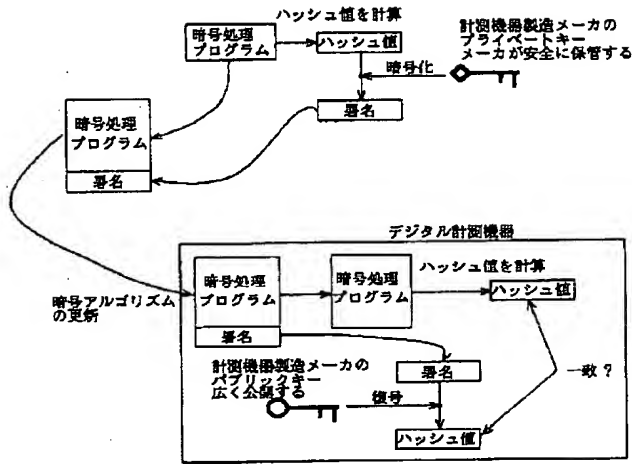 ハッシュ値を計算
暗号処理
プログラム
ハッシュ値
計測機器製造メーカの
プライベートキー
メーカが安全に保管する
暗号化
署名
暗号処理
プログラム
署名
デジタル計測機器
暗号アルゴリズム
の更新
暗号処理
プログラム
署名
暗号処理
プログラム
ハッシュ値を計算
ハッシュ値
計測機器製造メーカの
パブリックキー
広く公開する
署名
復号
一致？
ハッシュ値